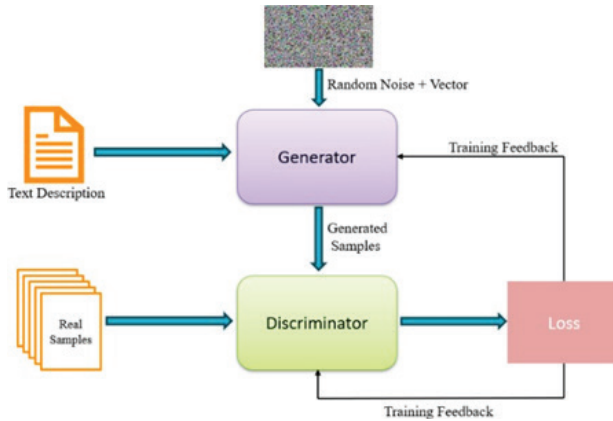 Random Noise + Vector
Generator
Training Feedback
Text Description
Generated
Samples
Real
Samples
Discriminator
Loss
Training Feedback